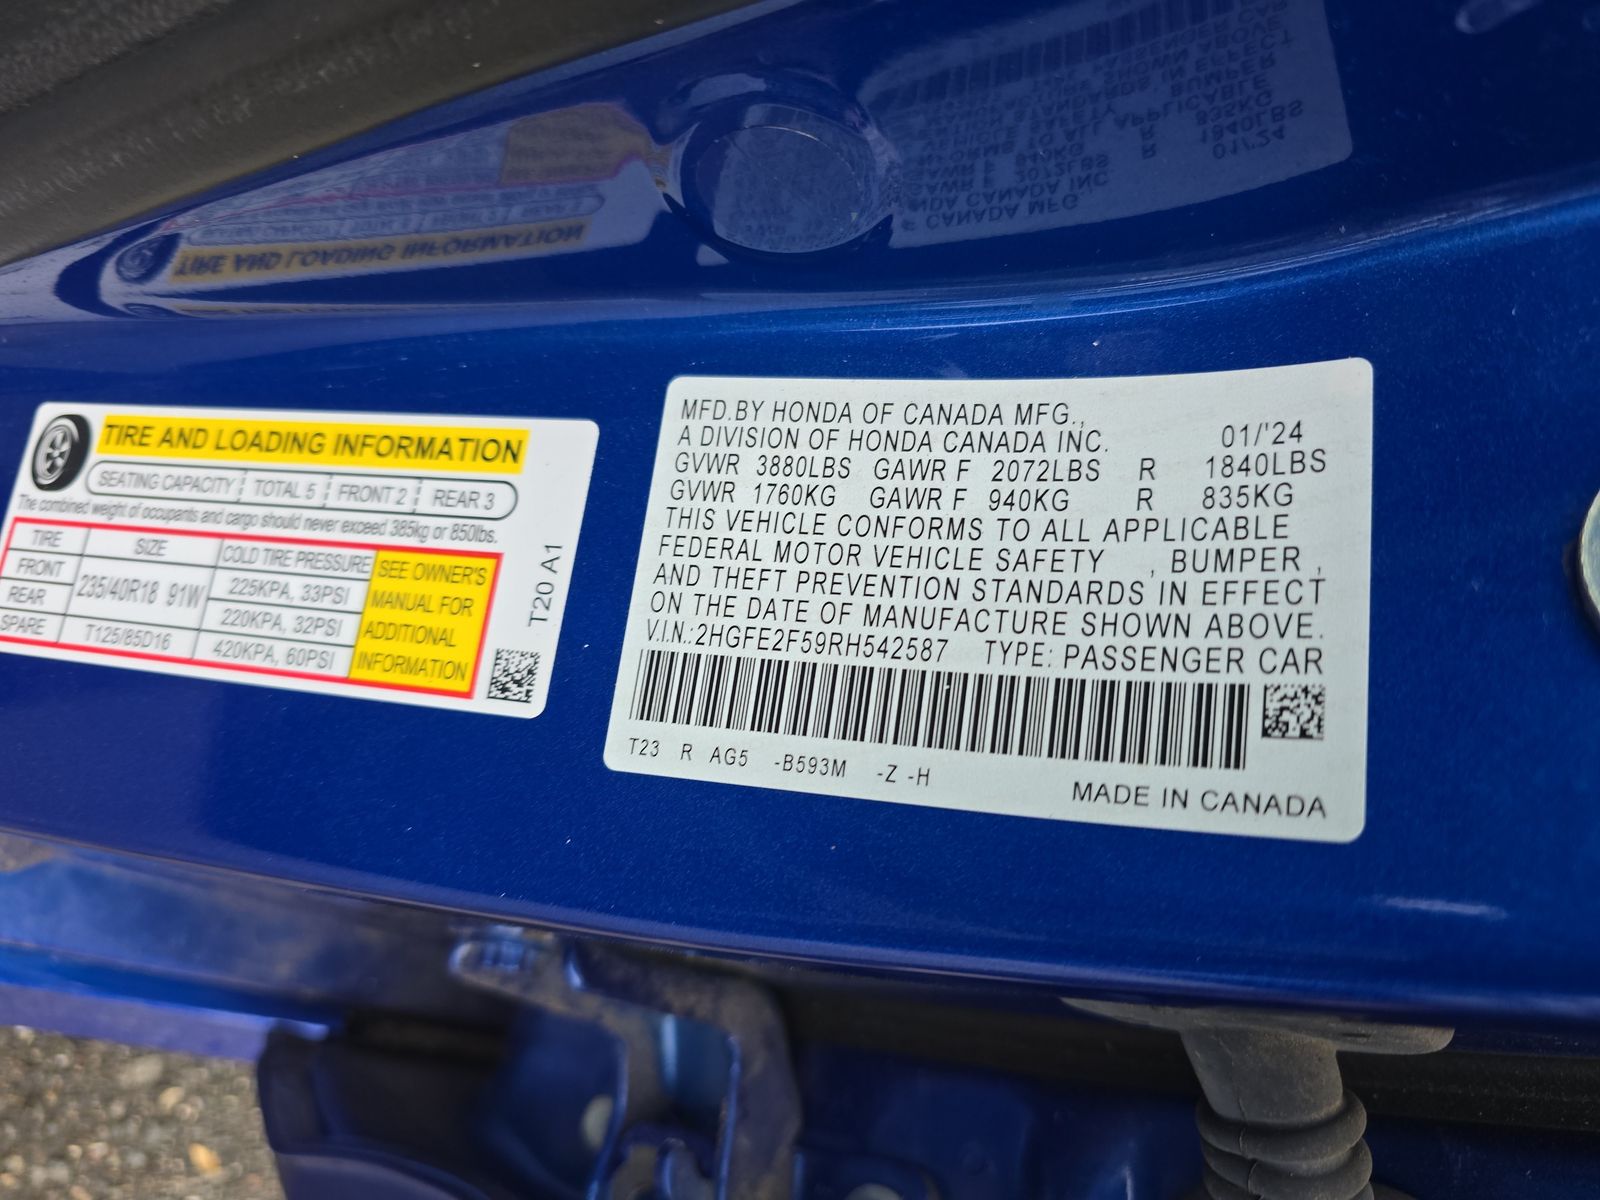 TIRE AND LOADING INFORMATION
SEATING CAPACITY TOTAL 5 FRONT 2 REAR 3
The combined weight of occupants and cargo should never exceed 385kg or 850lbs.
TIRE SIZE COLD TIRE PRESSURE
FRONT 235/40R18 91W 225KPA, 33PSI
REAR 220KPA, 32PSI
SPARE T125/85D16 420KPA, 60PSI
SEE OWNER'S
MANUAL FOR
ADDITIONAL
INFORMATION
T20 A1
MFD.BY HONDA OF CANADA MFG.,
A DIVISION OF HONDA CANADA INC. 01/'24
GVWR 3880LBS GAWR F 2072LBS R 1840LBS
GVWR 1760KG GAWR F 940KG R 835KG
THIS VEHICLE CONFORMS TO ALL APPLICABLE
FEDERAL MOTOR VEHICLE SAFETY , BUMPER ,
AND THEFT PREVENTION STANDARDS IN EFFECT
ON THE DATE OF MANUFACTURE SHOWN ABOVE.
V.I.N.:2HGFE2F59RH542587 TYPE: PASSENGER CAR
T23 R AG5 -B593M -Z -H
MADE IN CANADA